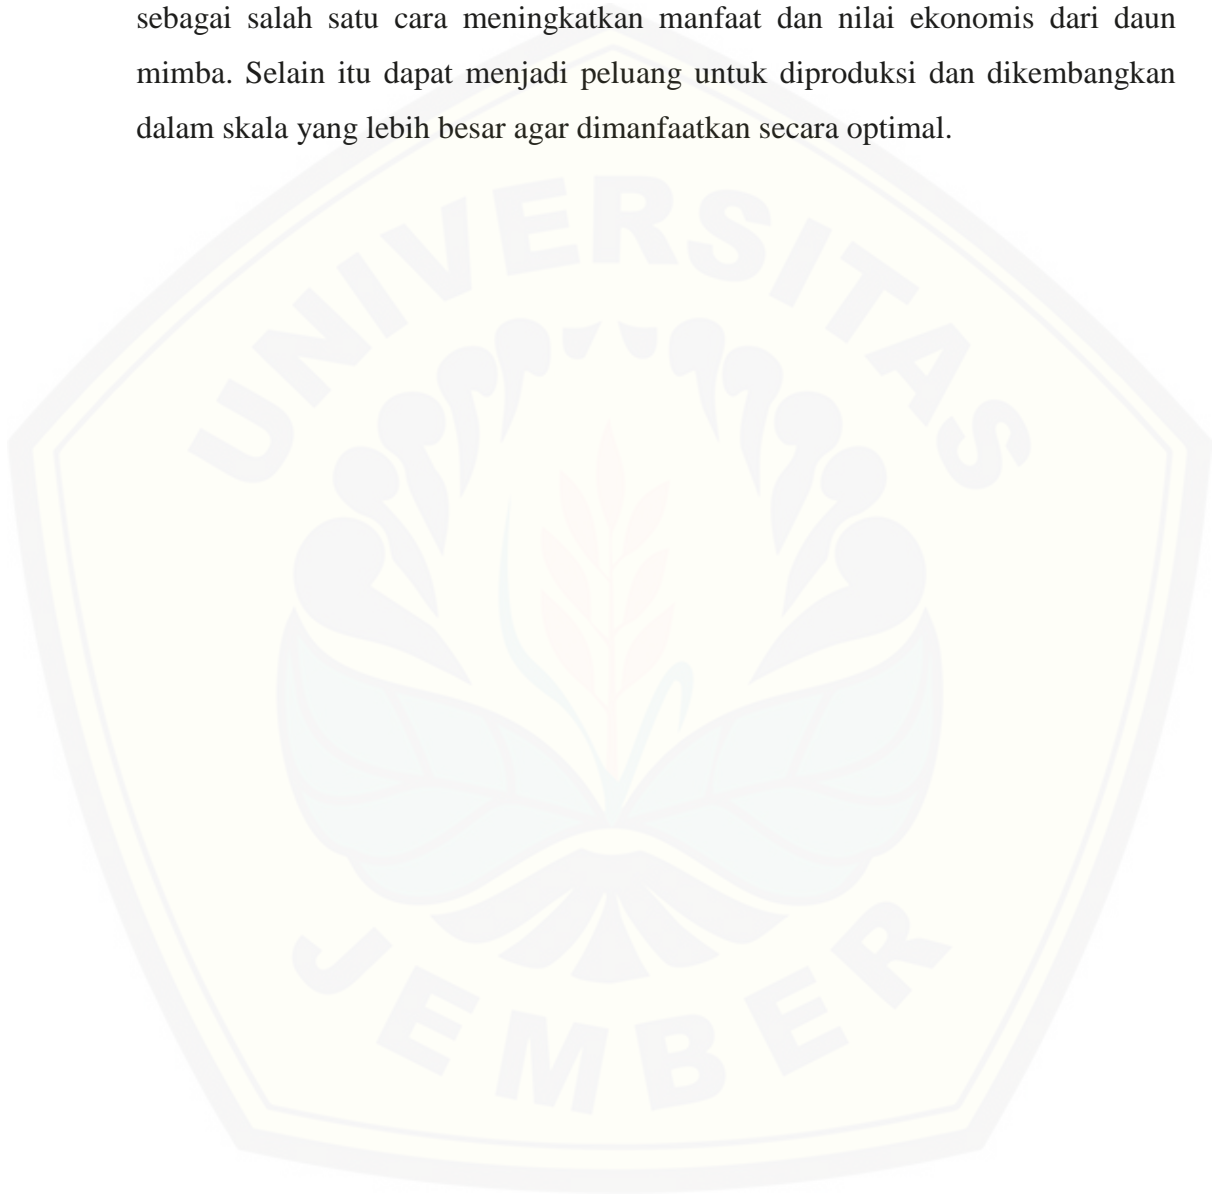 sebagai salah satu cara meningkatkan manfaat dan nilai ekonomis dari daun
mimba. Selain itu dapat menjadi peluang untuk diproduksi dan dikembangkan
dalam skala yang lebih besar agar dimanfaatkan secara optimal.
UNIVERSITAS
JEMBER